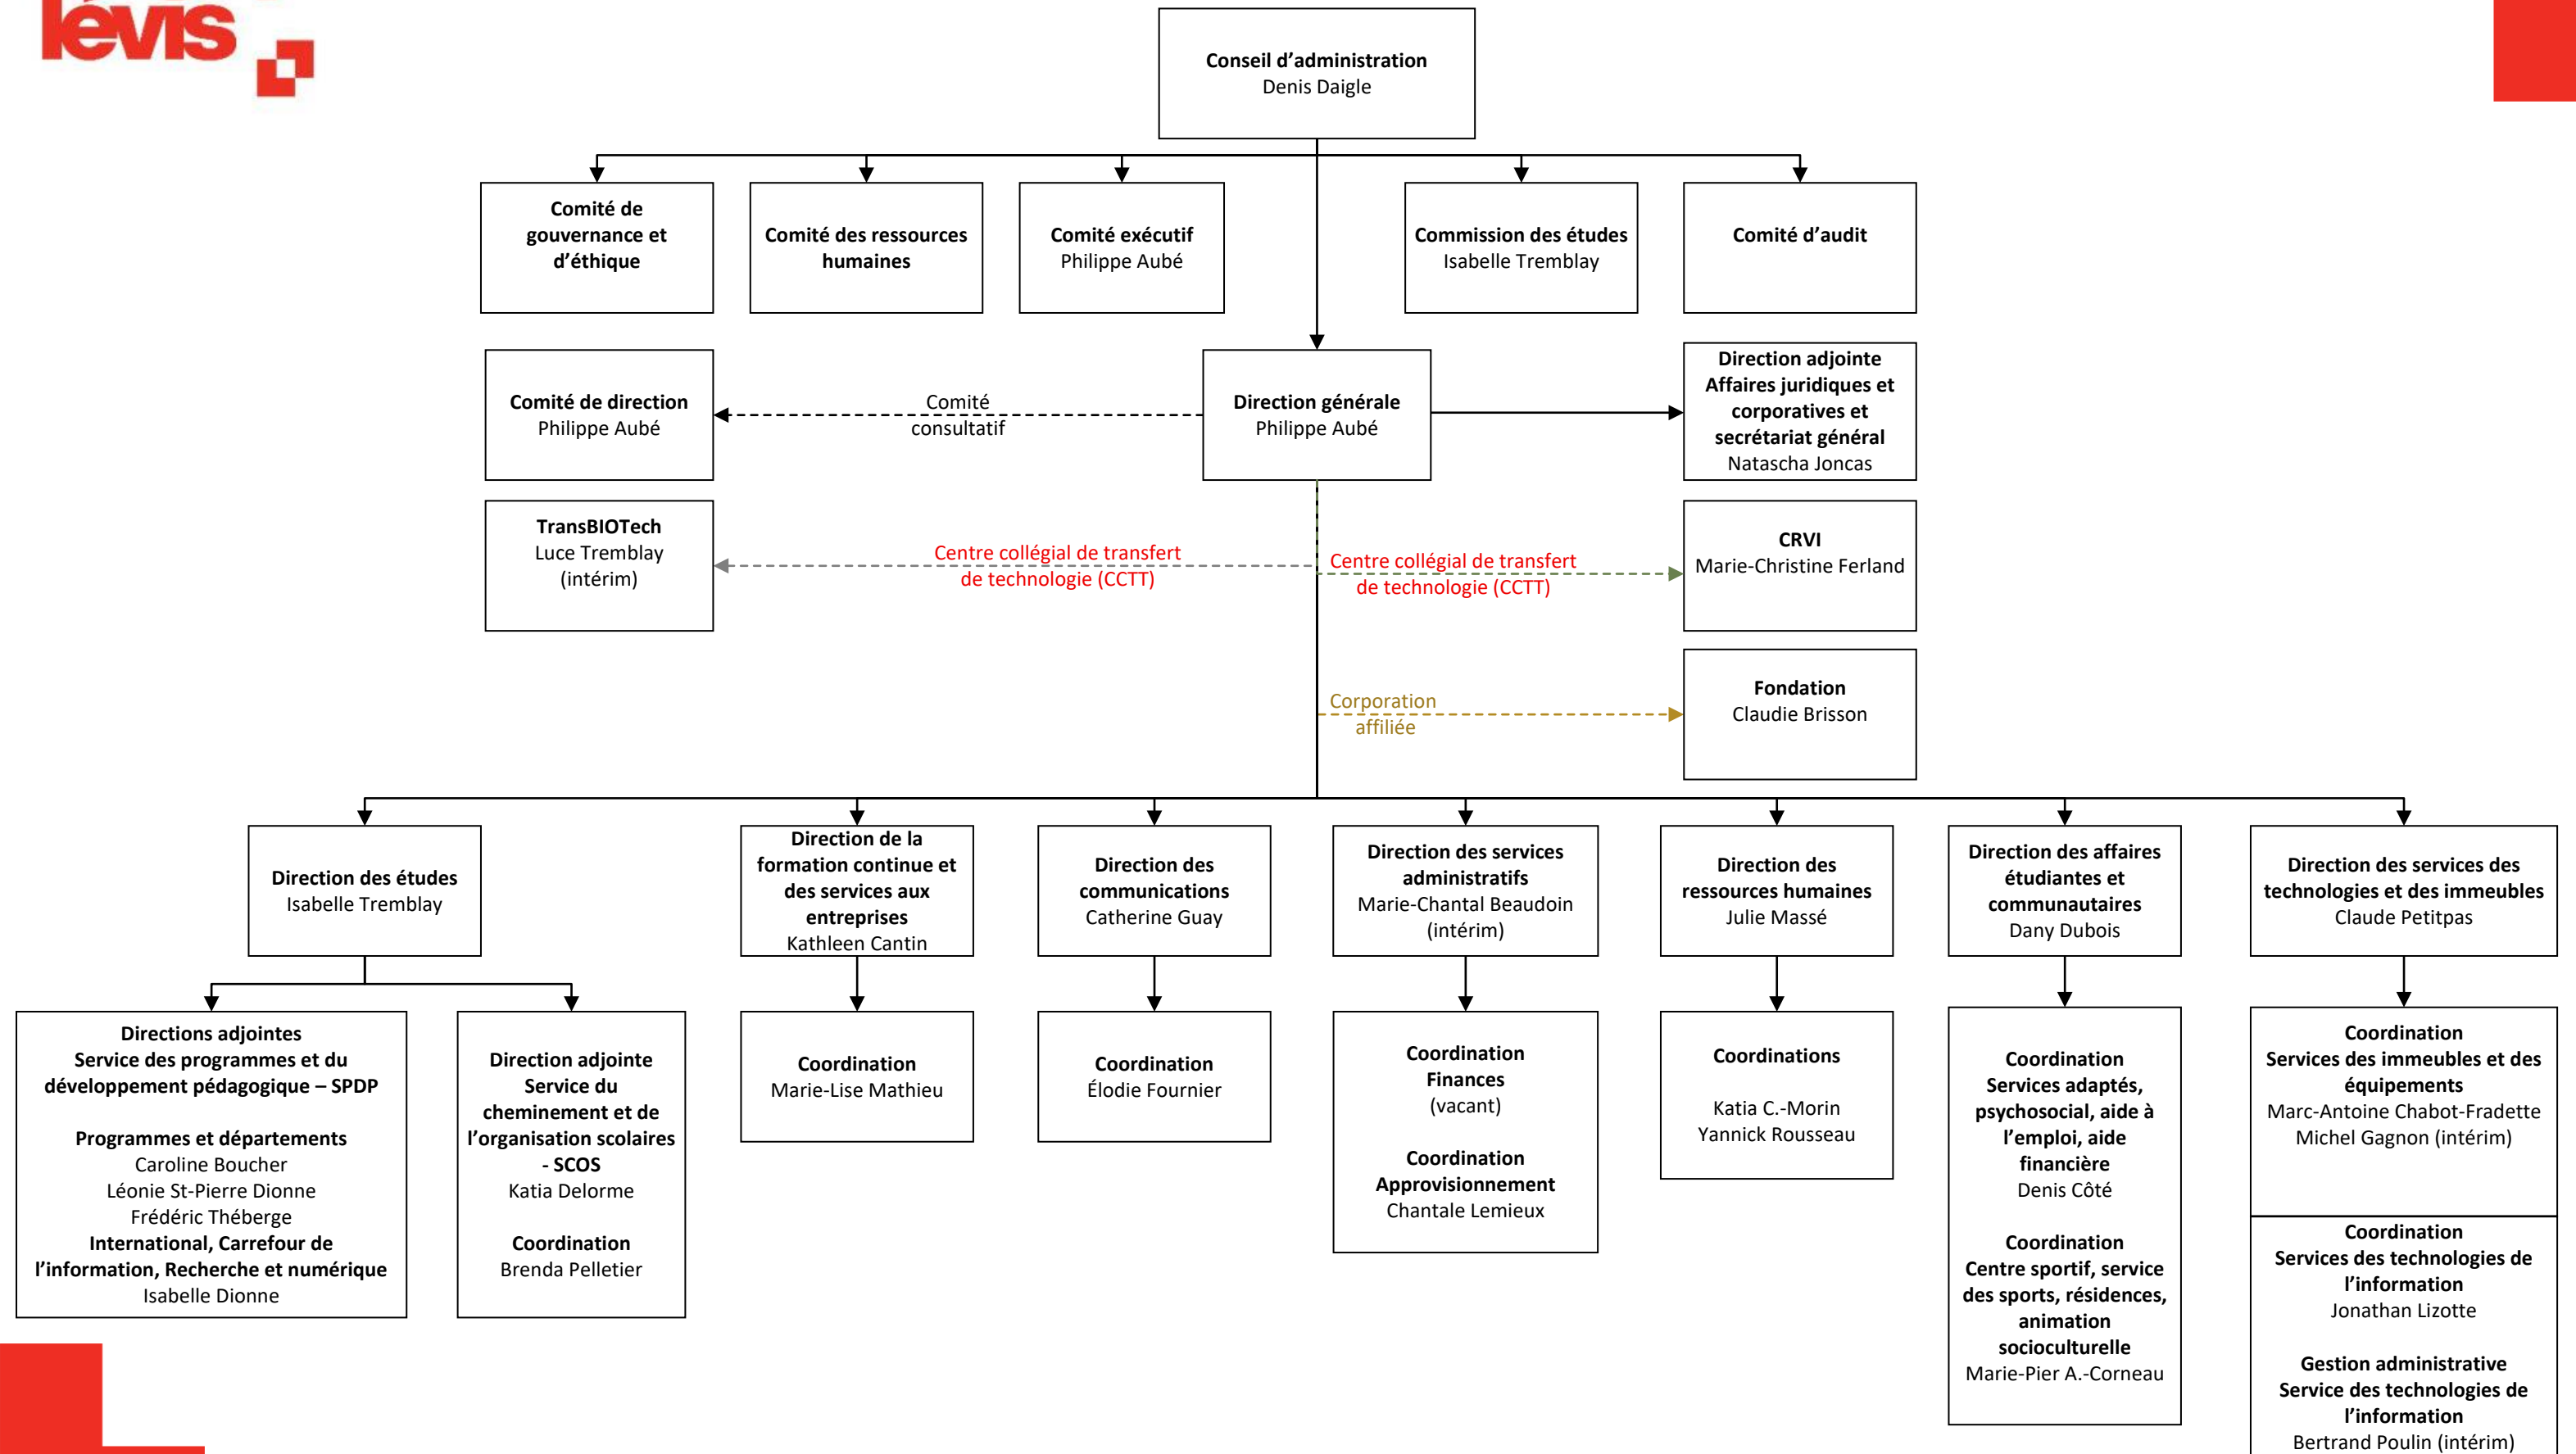 lévis
Conseil d’administration
Denis Daigle
Comité de
gouvernance et
d’éthique
Comité des ressources
humaines
Comité exécutif
Philippe Aubé
Commission des études
Isabelle Tremblay
Comité d’audit
Comité de direction
Philippe Aubé
Comité
consultatif
Direction générale
Philippe Aubé
Direction adjointe
Affaires juridiques et
corporatives et
secrétariat général
Natascha Joncas
TransBIOTech
Luce Tremblay
(intérim)
Centre collégial de transfert
de technologie (CCTT)
Centre collégial de transfert
de technologie (CCTT)
CRVI
Marie-Christine Ferland
Corporation
affiliée
Fondation
Claudie Brisson
Direction des études
Isabelle Tremblay
Direction de la
formation continue et
des services aux
entreprises
Kathleen Cantin
Direction des
communications
Catherine Guay
Direction des services
administratifs
Marie-Chantal Beaudoin
(intérim)
Direction des
ressources humaines
Julie Massé
Direction des affaires
étudiantes et
communautaires
Dany Dubois
Direction des services des
technologies et des immeubles
Claude Petitpas
Directions adjointes
Service des programmes et du
développement pédagogique – SPDP
Programmes et départements
Caroline Boucher
Léonie St-Pierre Dionne
Frédéric Théberge
International, Carrefour de
l’information, Recherche et numérique
Isabelle Dionne
Direction adjointe
Service du
cheminement et de
l’organisation scolaires
- SCOS
Katia Delorme
Coordination
Brenda Pelletier
Coordination
Marie-Lise Mathieu
Coordination
Élodie Fournier
Coordination
Finances
(vacant)
Coordination
Approvisionnement
Chantale Lemieux
Coordinations
Katia C.-Morin
Yannick Rousseau
Coordination
Services adaptés,
psychosocial, aide à
l’emploi, aide
financière
Denis Côté
Coordination
Centre sportif, service
des sports, résidences,
animation
socioculturelle
Marie-Pier A.-Corneau
Coordination
Services des immeubles et des
équipements
Marc-Antoine Chabot-Fradette
Michel Gagnon (intérim)
Coordination
Services des technologies de
l’information
Jonathan Lizotte
Gestion administrative
Service des technologies de
l’information
Bertrand Poulin (intérim)